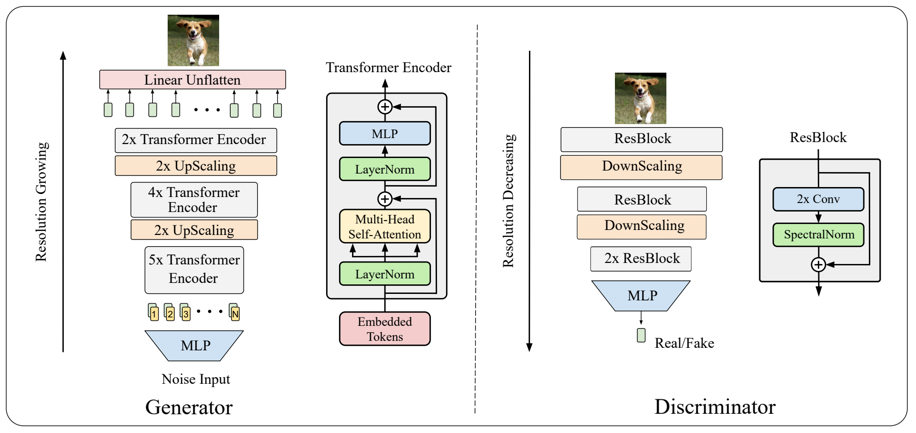 Resolution Growing
Linear Unflatten
2x Transformer Encoder
2x UpScaling
4x Transformer
Encoder
2x UpScaling
5x Transformer
Encoder
1 2 3 N
MLP
Noise Input
Generator
Transformer Encoder
MLP
LayerNorm
Multi-Head
Self-Attention
LayerNorm
Embedded
Tokens
Resolution Decreasing
ResBlock
DownScaling
ResBlock
DownScaling
2x ResBlock
MLP
Real/Fake
Discriminator
ResBlock
2x Conv
SpectralNorm